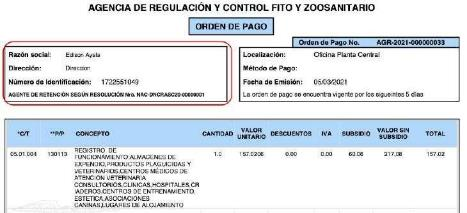 AGENCIA DE REGULACIÓN Y CONTROL FITO Y ZOOSANITARIO
ORDEN DE PAGO
Orden de Pago No. AGR-2021-000000033
Razón social: Edison Ayala
Dirección: Direccion
Número de Identificación: 1722551049
AGENTE DE RETENCIÓN SEGÚN RESOLUCIÓN No. NAC-DNCRASC20-00000001
Localización: Oficina Planta Central
Método de Pago:
Fecha de Emisión: 05/03/2021
La orden de pago se encuentra vigente por los siguientes 5 días
*C/T **P/P CONCEPTO CANTIDAD VALOR UNITARIO DESCUENTOS IVA SUBSIDIO VALOR SIN SUBSIDIO TOTAL
05.01.004 130113 REGISTRO DE 1.0 157.0206 0.00 0.00 60.06 217.08 157.02
FUNCIONAMIENTO:ALMACENES DE
EXPENDIO,PRODUCTOS PLAGUICIDAS Y
VETERINARIOS,CENTROS MÉDICOS DE
ATENCIÓN VETERINARIA
CONSULTORIOS,CLINICAS,HOSPITALES,CR
IADEROS,CENTROS DE ENTRENAMIENTO,
ESTETICA,ASOCIACIONES
CANINAS,LUGARES DE ALOJAMIENTO